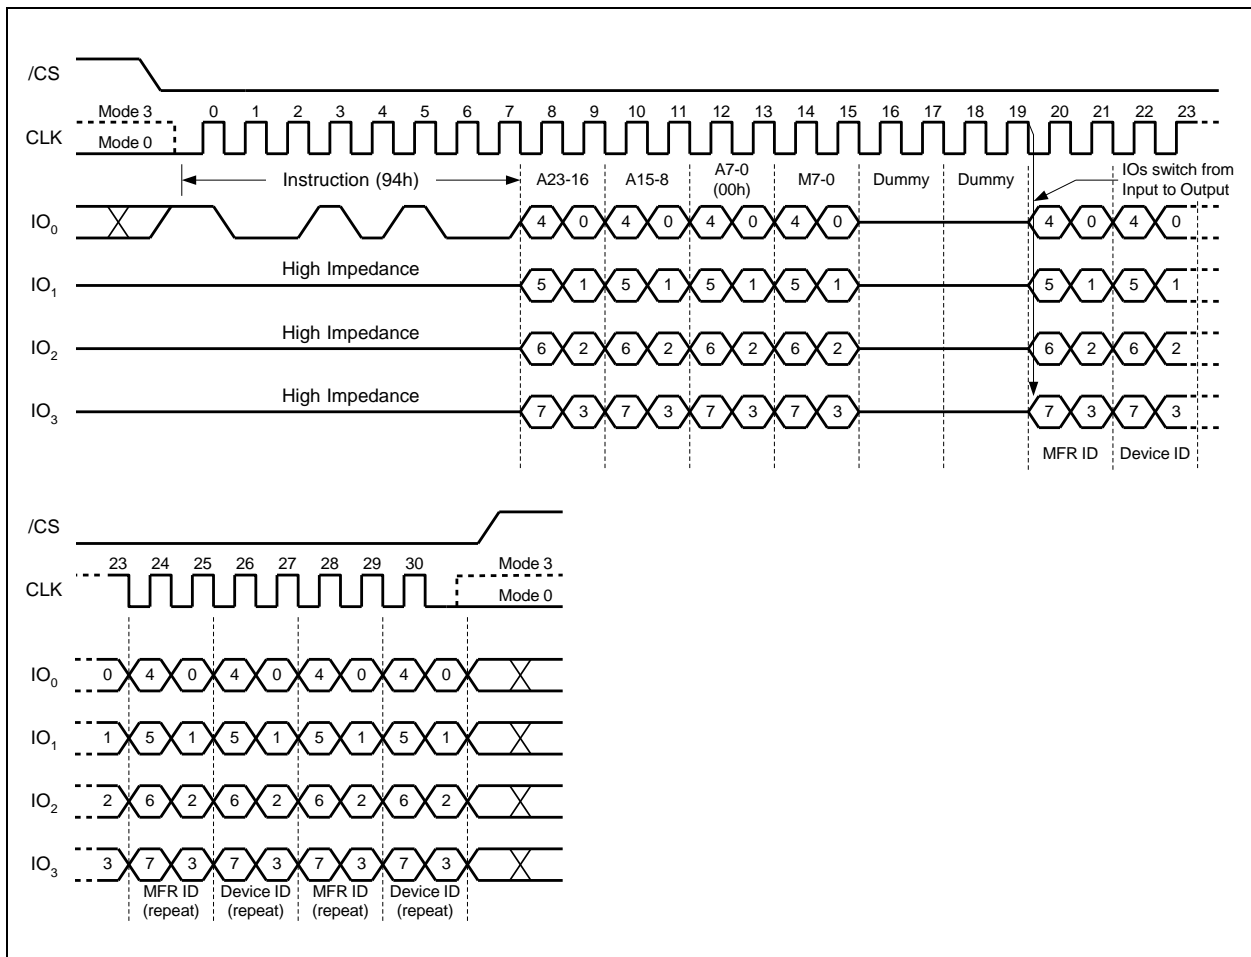 /CS
Mode 3
0 1 2 3 4 5 6 7 8 9 10 11 12 13 14 15 16 17 18 19 20 21 22 23
CLK
Mode 0
Instruction (94h)
A23-16
A15-8
A7-0
(00h)
M7-0
Dummy
Dummy
IOs switch from
Input to Output
IO0
4 0 4 0 4 0 4 0 4 0 4 0
High Impedance
IO1
5 1 5 1 5 1 5 1 5 1 5 1
High Impedance
IO2
6 2 6 2 6 2 6 2 6 2 6 2
High Impedance
IO3
7 3 7 3 7 3 7 3 7 3 7 3
MFR ID
Device ID
/CS
23 24 25 26 27 28 29 30
Mode 3
CLK
Mode 0
IO0
0 4 0 4 0 4 0 4 0
IO1
1 5 1 5 1 5 1 5 1
IO2
2 6 2 6 2 6 2 6 2
IO3
3 7 3 7 3 7 3 7 3
MFR ID
(repeat)
Device ID
(repeat)
MFR ID
(repeat)
Device ID
(repeat)